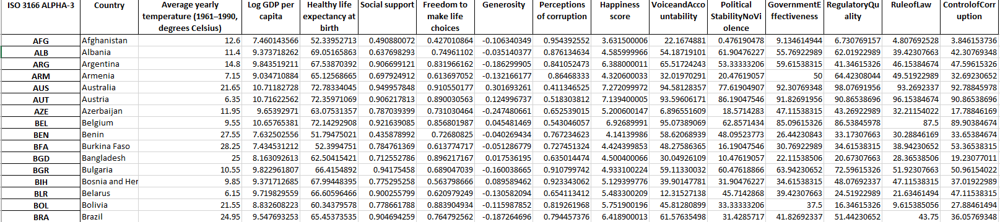 ISO 3166 ALPHA-3 Country Average yearly temperature (1961–1990, degrees Celsius) Log GDP per capita Healthy life expectancy at birth Social support Freedom to make life choices Generosity Perceptions of corruption Happiness score VoiceandAccountability Political StabilityNoViolence GovernmentEffectiveness RegulatoryQuality RuleofLaw ControlofCorruption
AFG Afghanistan 12.6 7.460143566 52.33952713 0.490880072 0.427010864 -0.106340349 0.954392552 3.631500006 22.1674881 0.476190478 9.134614944 6.730769157 4.807692528 3.846153736
ALB Albania 11.4 9.373718262 69.05165863 0.637698293 0.74961102 -0.035140377 0.876134634 4.585999966 54.18719101 61.90476227 55.76922989 62.01922989 39.42307663 42.30769348
ARG Argentina 14.8 9.843519211 67.53870392 0.906699121 0.831966162 -0.186299905 0.841052473 6.388000011 65.51724243 53.33333206 59.61538315 41.34615326 46.15384674 47.59615326
ARM Armenia 7.15 9.034710884 65.12568665 0.697924912 0.613697052 -0.132166177 0.86468333 4.320600033 32.01970291 20.47619057 50 64.42308044 49.51922989 32.69230652
AUS Australia 21.65 10.71182728 72.78334045 0.949957848 0.910550177 0.301693261 0.411346525 7.272099972 94.58128357 77.61904907 92.30769348 98.07691956 93.2692337 92.78845978
AUT Austria 6.35 10.71622562 72.35971069 0.906217813 0.890030563 0.124996737 0.518303812 7.139400005 93.59606171 86.19047546 91.82691956 90.86538696 96.15384674 90.86538696
AZE Azerbaijan 11.95 9.65392971 63.07531357 0.787039399 0.731030464 -0.247480661 0.652539015 5.200600147 6.896551609 18.5714283 47.11538315 43.26922989 32.21154022 17.78846169
BEL Belgium 9.55 10.65765381 72.14292908 0.921639085 0.856801987 0.045481469 0.543046057 6.92689991 95.07389069 62.8571434 85.09615326 86.53845978 87.5 89.90384674
BEN Benin 27.55 7.632502556 51.79475021 0.435878992 0.72680825 -0.040269434 0.767234623 4.14139986 58.62068939 48.09523773 26.44230843 33.17307663 30.28846169 33.65384674
BFA Burkina Faso 28.25 7.434531212 52.3994751 0.784761369 0.613774717 -0.051286779 0.727451324 4.424399853 48.27586365 16.19047546 30.76922989 34.61538315 38.94230652 53.36538315
BGD Bangladesh 25 8.163092613 62.50415421 0.712552786 0.896217167 0.017536195 0.635014474 4.500400066 30.04926109 10.47619057 22.11538506 20.67307663 28.36538506 19.23077011
BGR Bulgaria 10.55 9.822961807 66.4154892 0.94175458 0.689047039 -0.160038665 0.910799742 4.933100224 59.11330032 60.47618866 63.94230652 72.59615326 51.92307663 50.96154022
BIH Bosnia and Her 9.85 9.371712685 67.99448395 0.775295258 0.563798666 0.089589462 0.923343062 5.129399776 39.90147781 31.90476227 34.61538315 48.07692337 47.11538315 37.01922989
BLR Belarus 6.15 9.719829559 66.60596466 0.900255799 0.620979249 -0.130582094 0.654113412 5.483300209 12.31527138 45.7142868 39.42307663 24.51922989 21.63461494 47.11538315
BOL Bolivia 21.55 8.832608223 60.34379578 0.778661788 0.883904934 -0.115987852 0.819261968 5.751900196 45.81280899 33.33333206 37.5 16.34615326 9.615385056 27.88461494
BRA Brazil 24.95 9.547693253 65.45373535 0.904694259 0.764792562 -0.187264696 0.794457376 6.418900013 61.57635498 31.4285717 41.82692337 51.44230652 43.75 36.05769348